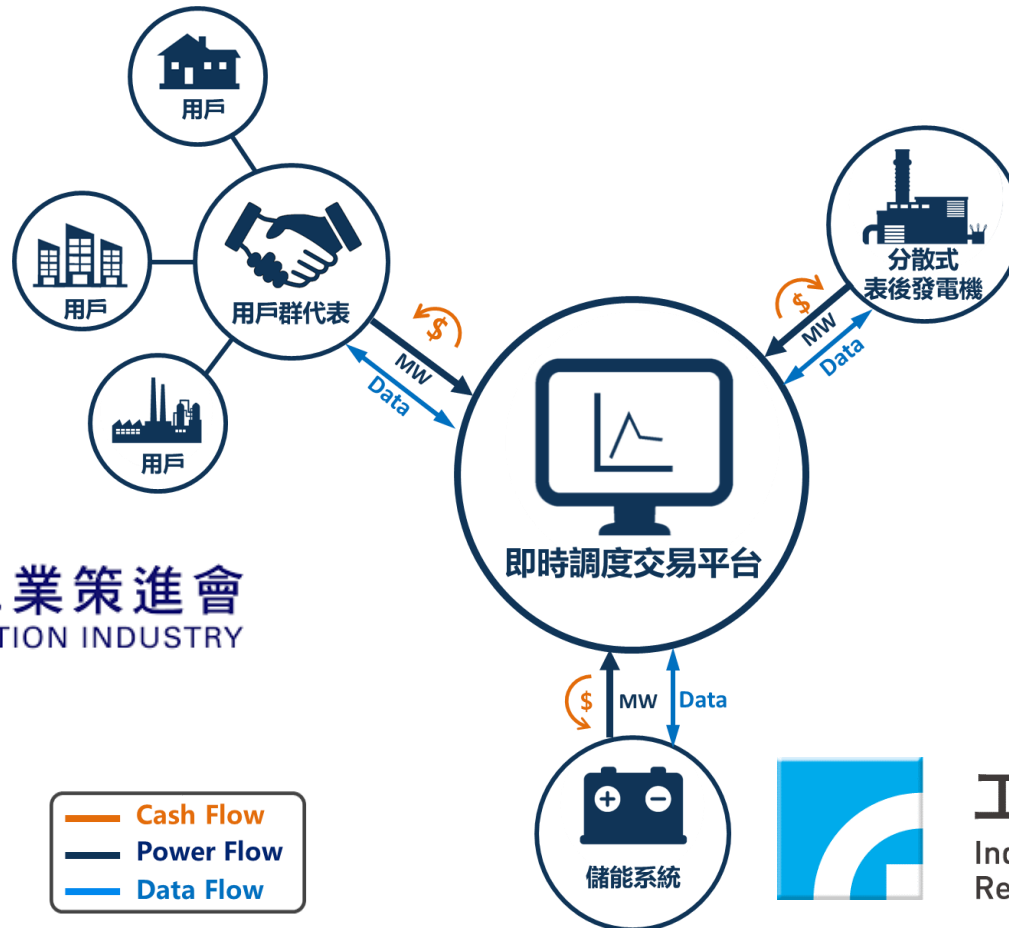 用戶
用戶
用戶
用戶群代表
$
MW
Data
分散式
表後發電機
$
MW
Data
即時調度交易平台
業策進會
TION INDUSTRY
$
MW
Data
儲能系統
Cash Flow
Power Flow
Data Flow
工
Re